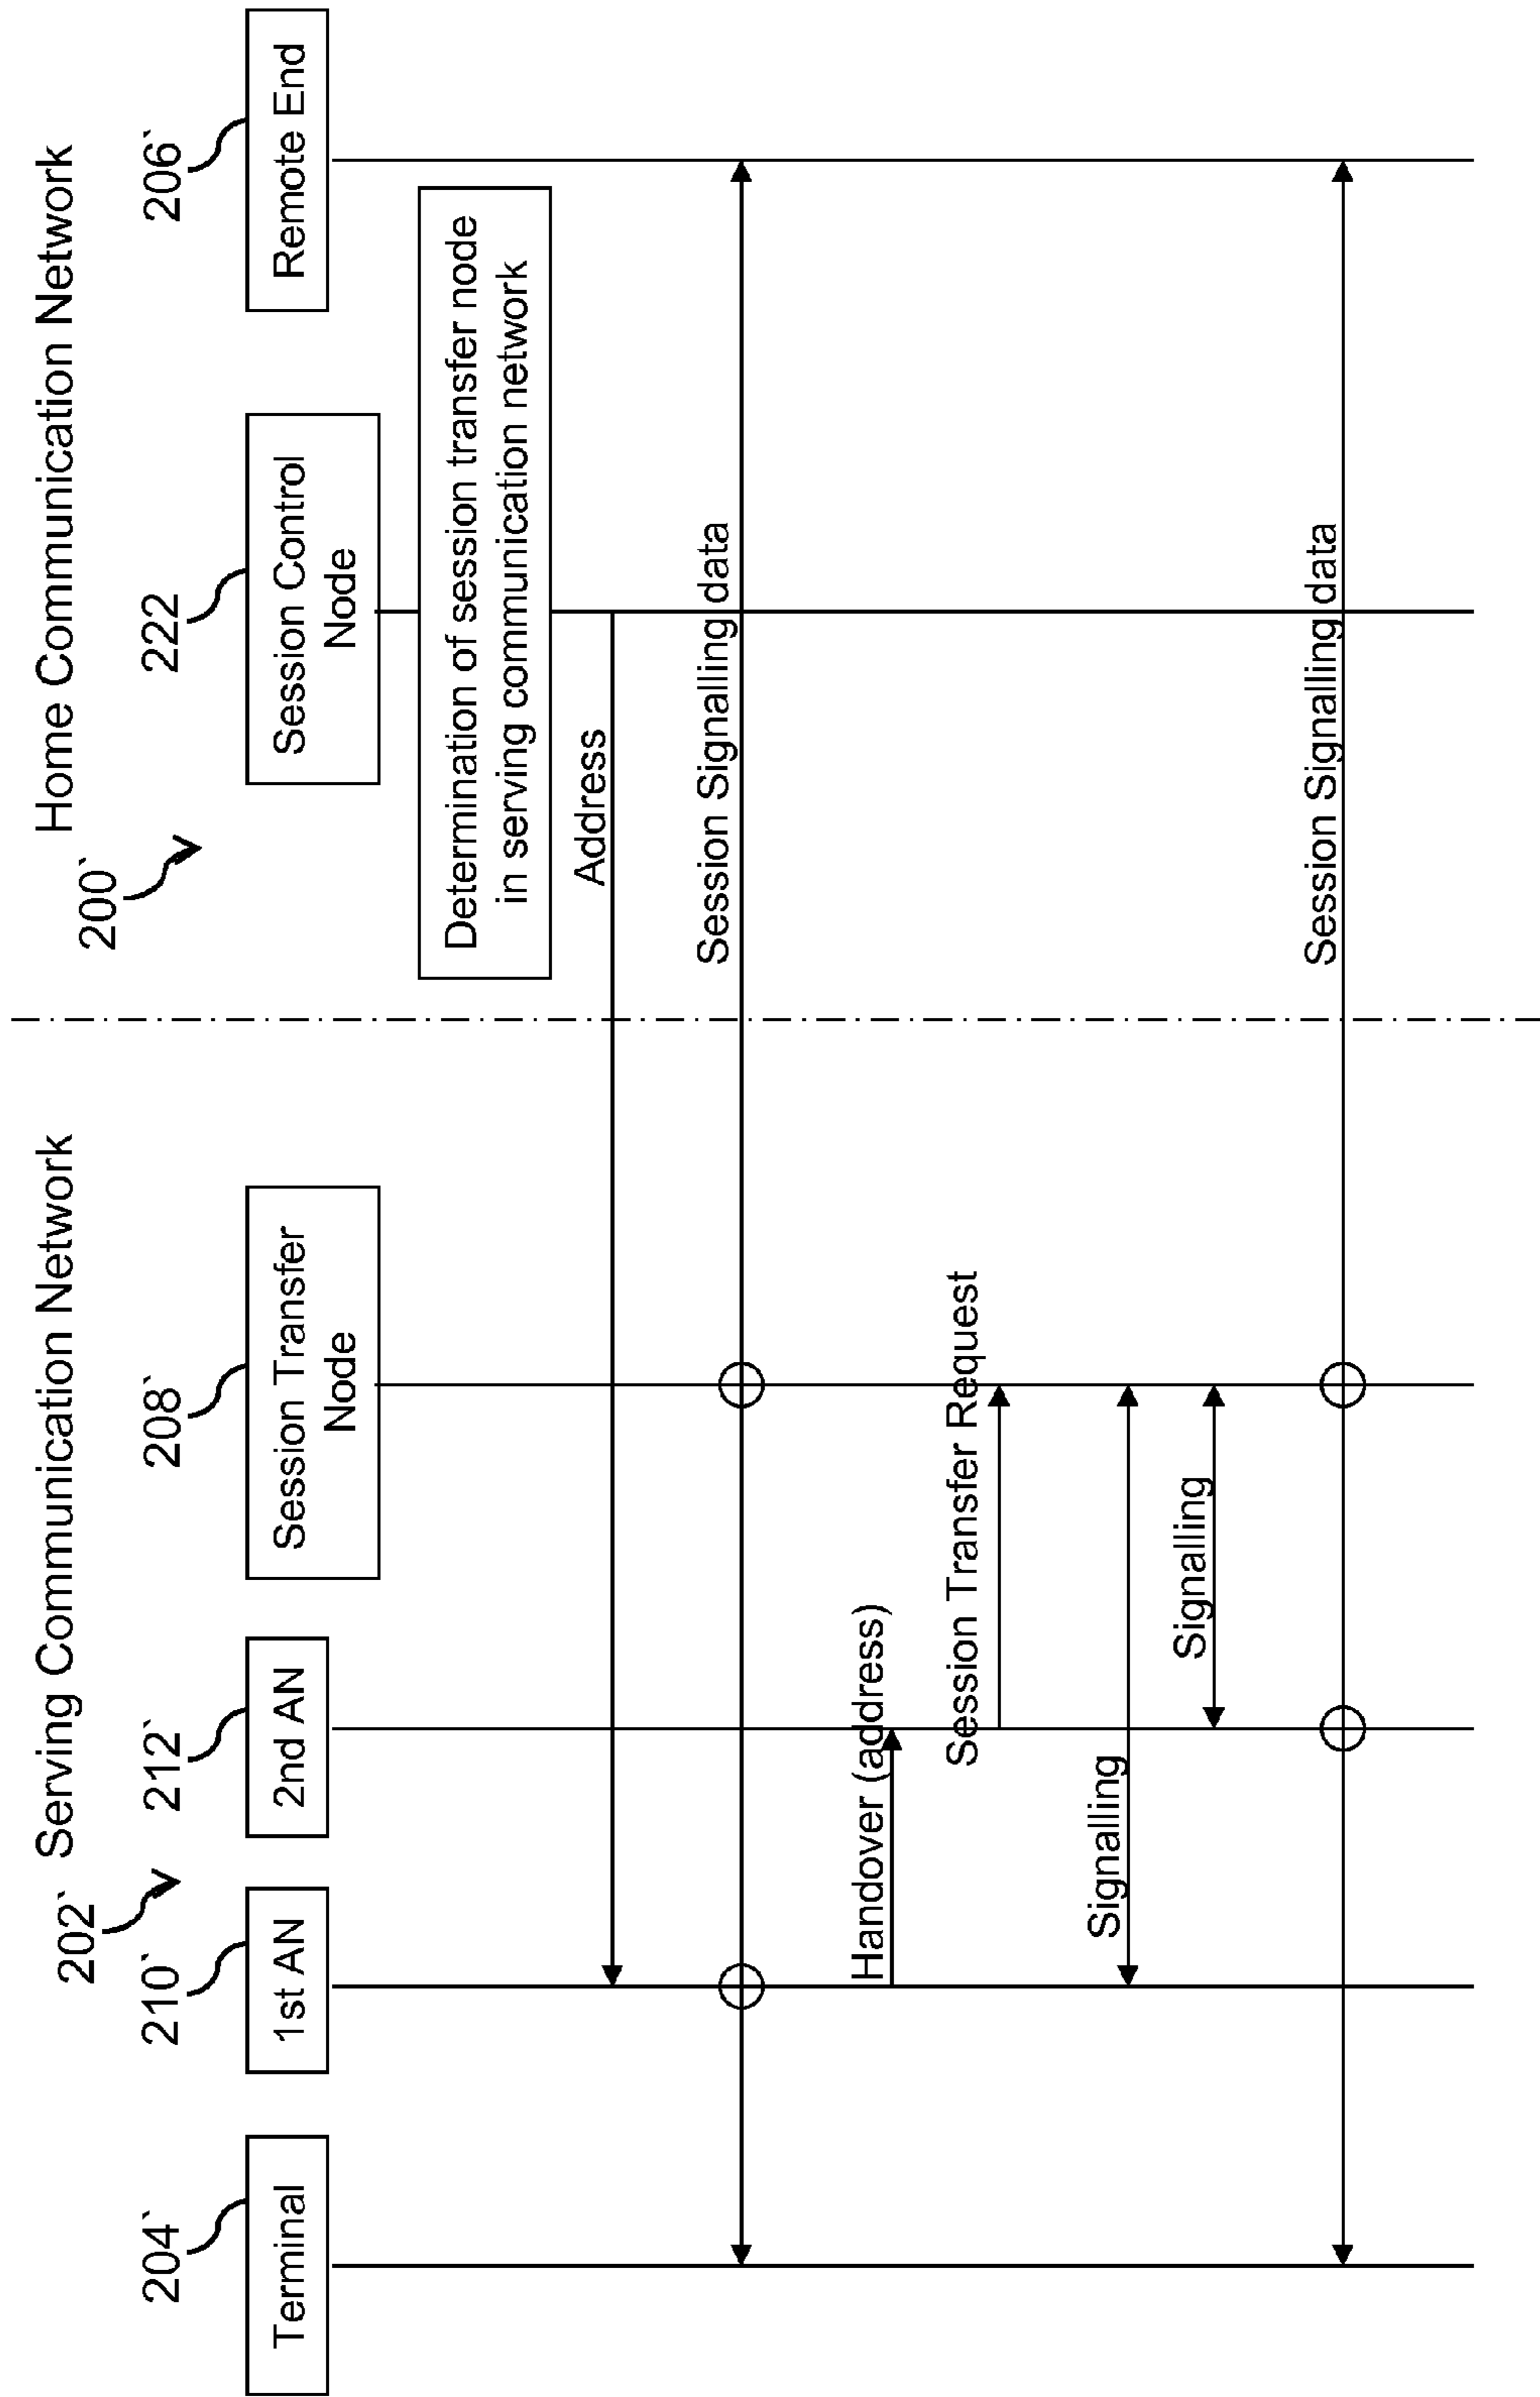 Serving Communication Network
Home Communication Network
202`
200`
204`
210`
212`
208`
222
206`
Terminal
1st AN
2nd AN
Session Transfer
Node
Session Control
Node
Remote End
Determination of session transfer node
in serving communication network
Address
Session Signalling data
Handover (address)
Session Transfer Request
Signalling
Signalling
Session Signalling data